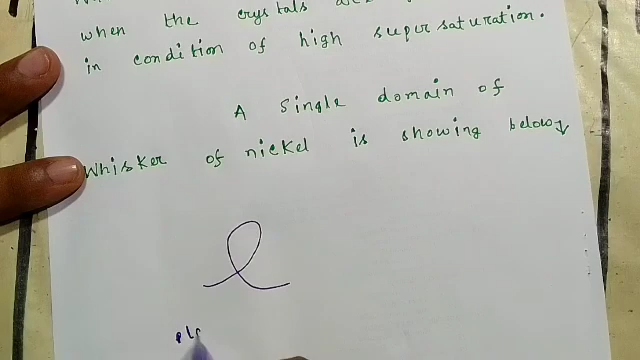 when the crystals
in condition of high supersaturation.
A single domain of
Whisker of nickel is showing below